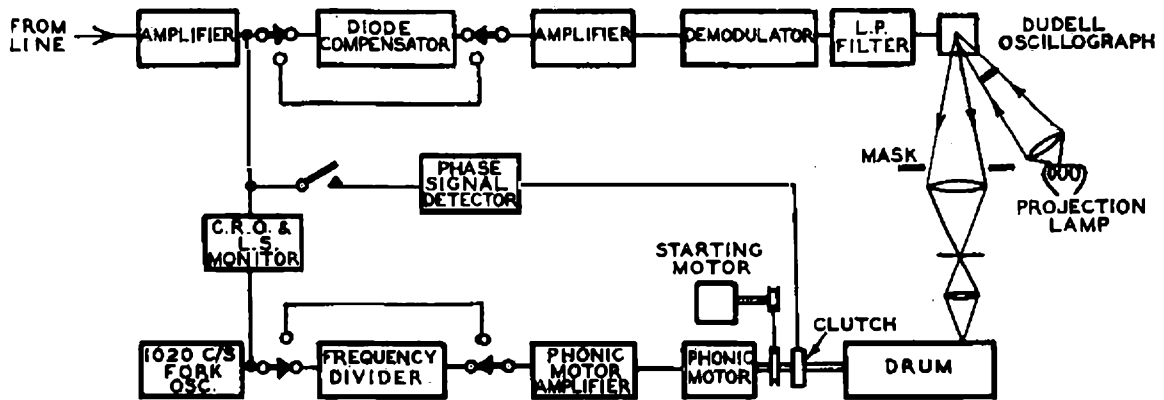 FROM
LINE
AMPLIFIER
DIODE
COMPENSATOR
AMPLIFIER
DEMODULATOR
L.P.
FILTER
DUDELL
OSCILLOGRAPH
MASK
PROJECTION
LAMP
PHASE
SIGNAL
DETECTOR
C.R.O. &
L.S.
MONITOR
STARTING
MOTOR
CLUTCH
1020 C/S
FORK
OSC.
FREQUENCY
DIVIDER
PHONIC
MOTOR
AMPLIFIER
PHONIC
MOTOR
DRUM